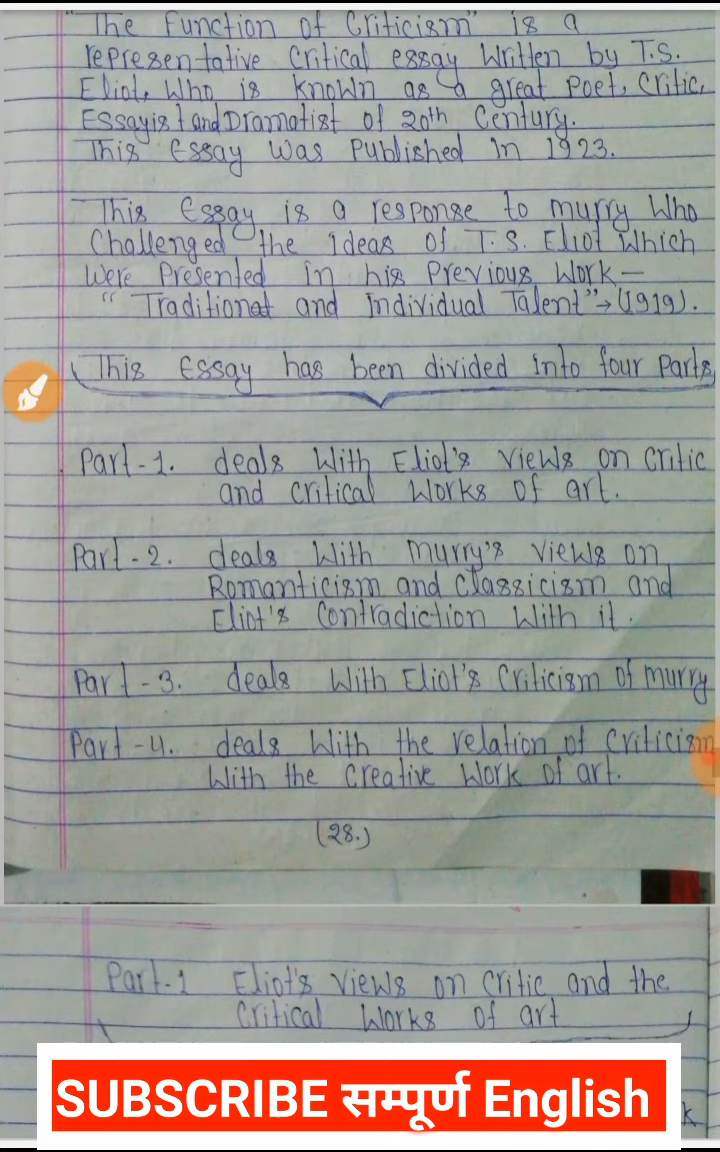 "The Function of Criticism" is a
representative critical essay written by T.S.
Eliot, who is known as a great Poet, Critic,
Essayist and Dramatist of 20th Century.
This Essay was published in 1923.
This Essay is a response to murry who
challenged the ideas of T.S. Eliot which
were presented in his previous work—
"Traditional and individual Talent"→(1919).
This Essay has been divided into four parts
Part-1. deals with Eliot's views on critic
and critical works of art.
Part-2. deals with murry's views on
Romanticism and Classicism and
Eliot's Contradiction with it.
Part-3. deals with Eliot's criticism of murry
Part-4. deals with the relation of criticism
with the creative work of art.
(28.)
Part-1 Eliot's views on critic and the
critical works of art
SUBSCRIBE सम्पूर्ण English
k